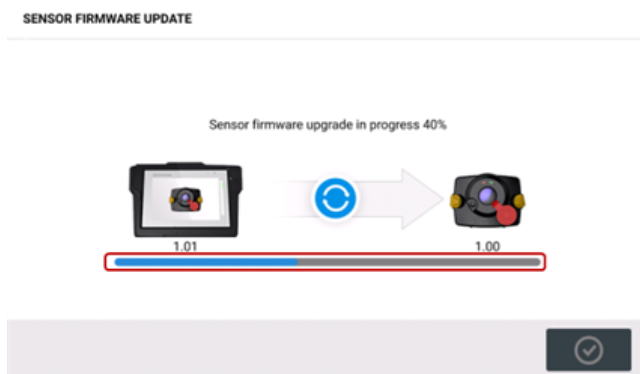 SENSOR FIRMWARE UPDATE
Sensor firmware upgrade in progress 40%
1.01
1.00